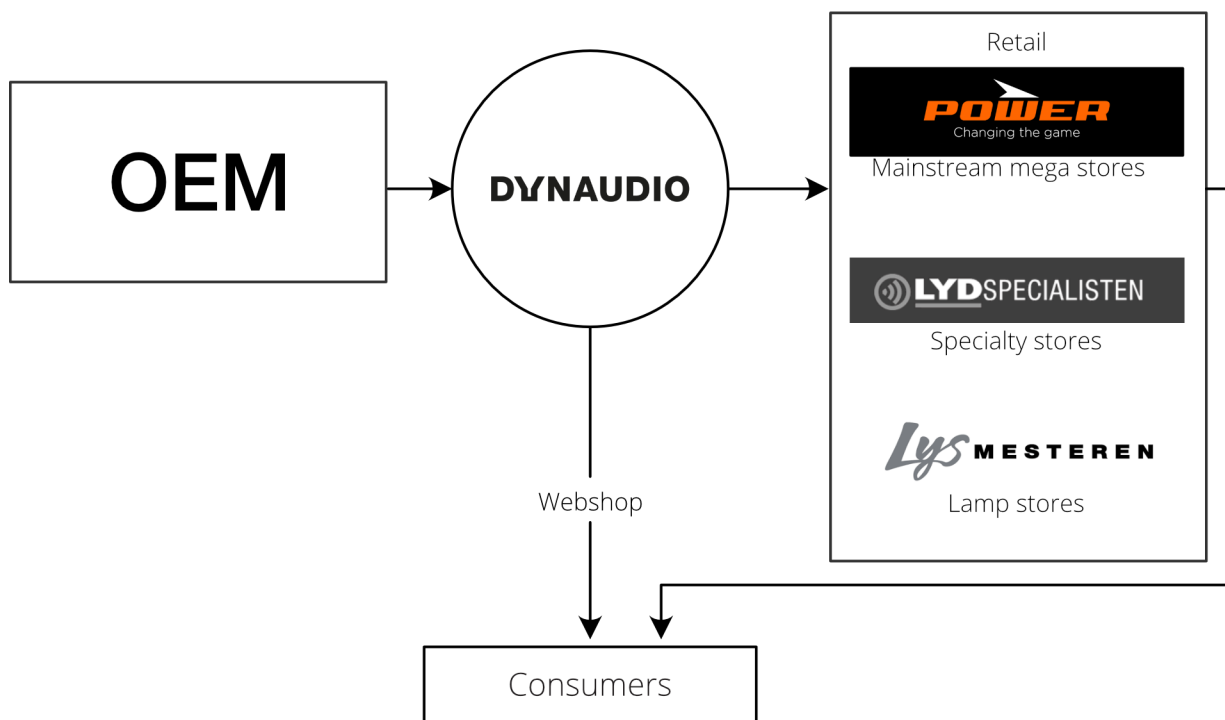 OEM
DYNAUDIO
Retail
POWER
Changing the game
Mainstream mega stores
LYDSPECIALISTEN
Specialty stores
Lys MESTEREN
Lamp stores
Webshop
Consumers